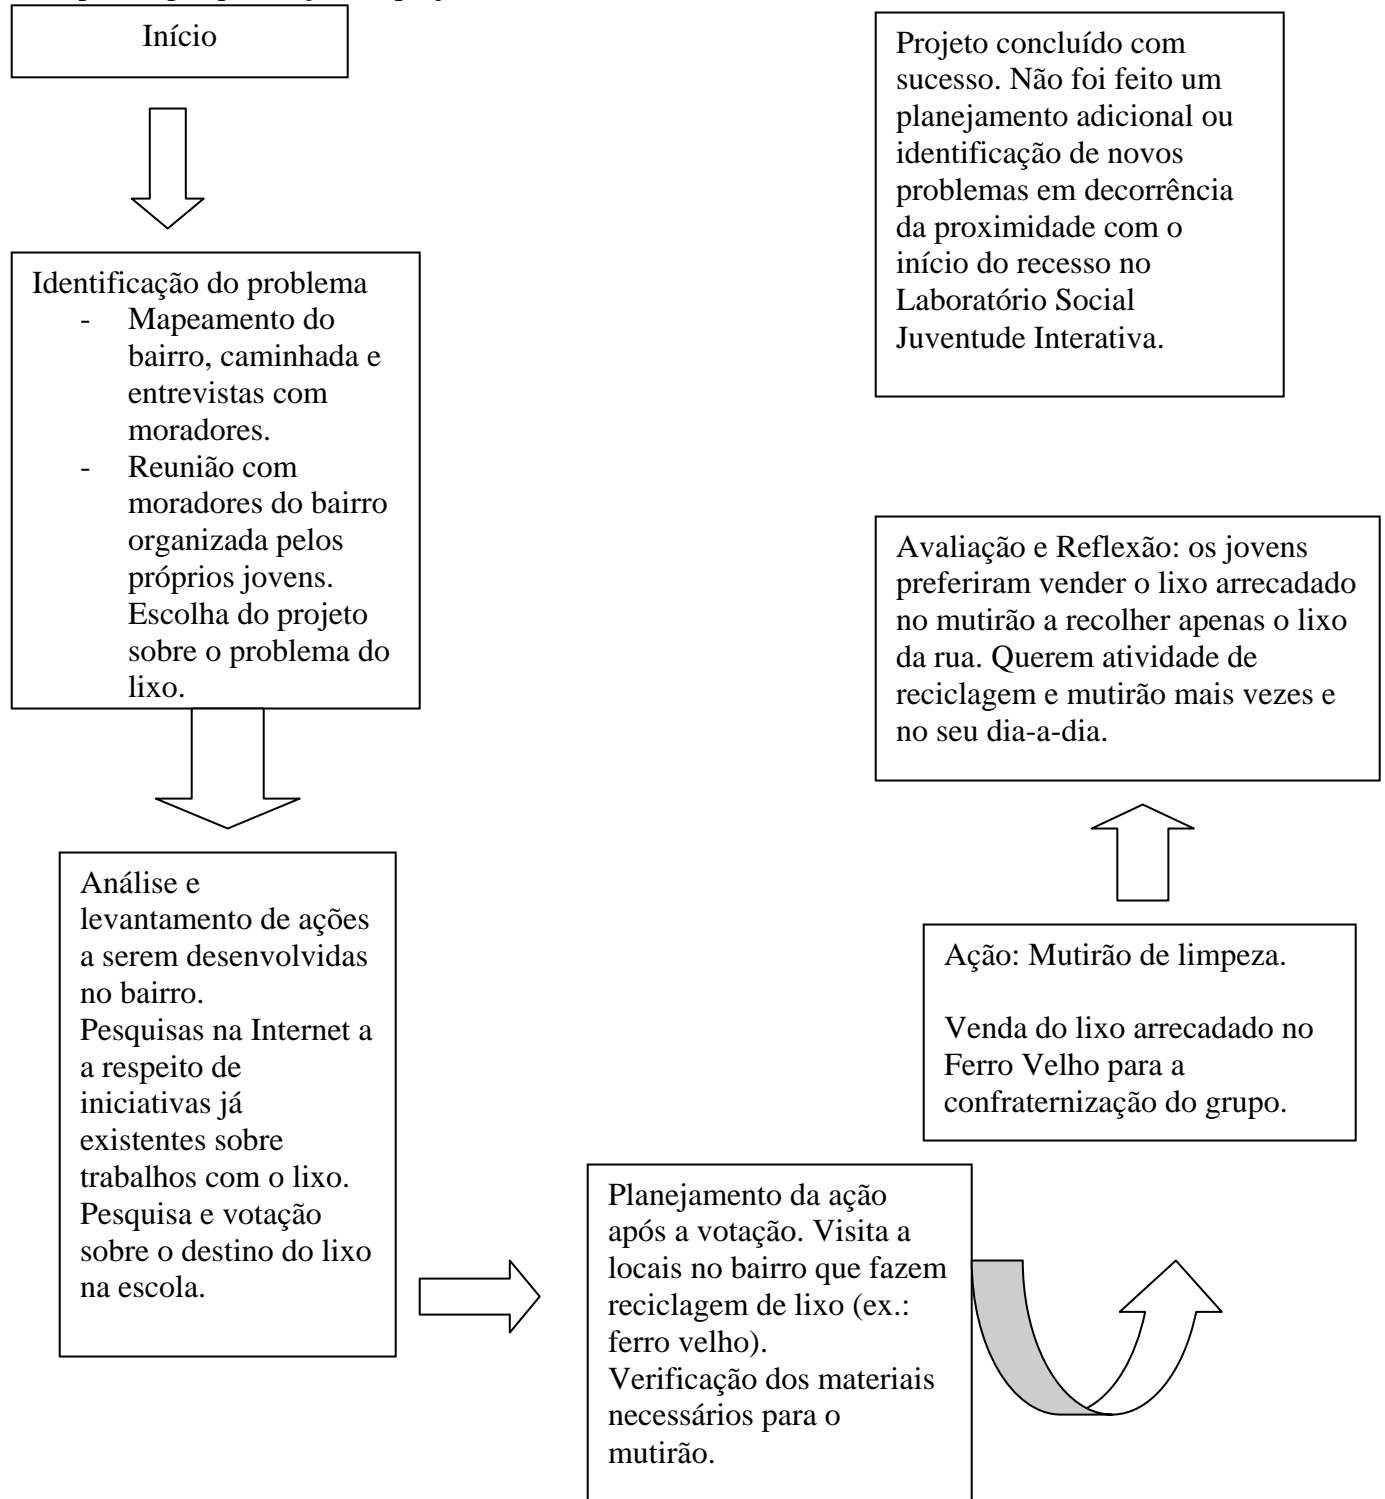 Início
Identificação do problema
- Mapeamento do
bairro, caminhada e
entrevistas com
moradores.
- Reunião com
moradores do bairro
organizada pelos
próprios jovens.
Escolha do projeto
sobre o problema do
lixo.
Análise e
levantamento de ações
a serem desenvolvidas
no bairro.
Pesquisas na Internet a
a respeito de
iniciativas já
existentes sobre
trabalhos com o lixo.
Pesquisa e votação
sobre o destino do lixo
na escola.
Planejamento da ação
após a votação. Visita a
locais no bairro que fazem
reciclagem de lixo (ex.:
ferro velho).
Verificação dos materiais
necessários para o
mutirão.
Ação: Mutirão de limpeza.
Venda do lixo arrecadado no
Ferro Velho para a
confraternização do grupo.
Avaliação e Reflexão: os jovens
preferiram vender o lixo arrecadado
no mutirão a recolher apenas o lixo
da rua. Querem atividade de
reciclagem e mutirão mais vezes e
no seu dia-a-dia.
Projeto concluído com
sucesso. Não foi feito um
planejamento adicional ou
identificação de novos
problemas em decorrência
da proximidade com o
início do recesso no
Laboratório Social
Juventude Interativa.